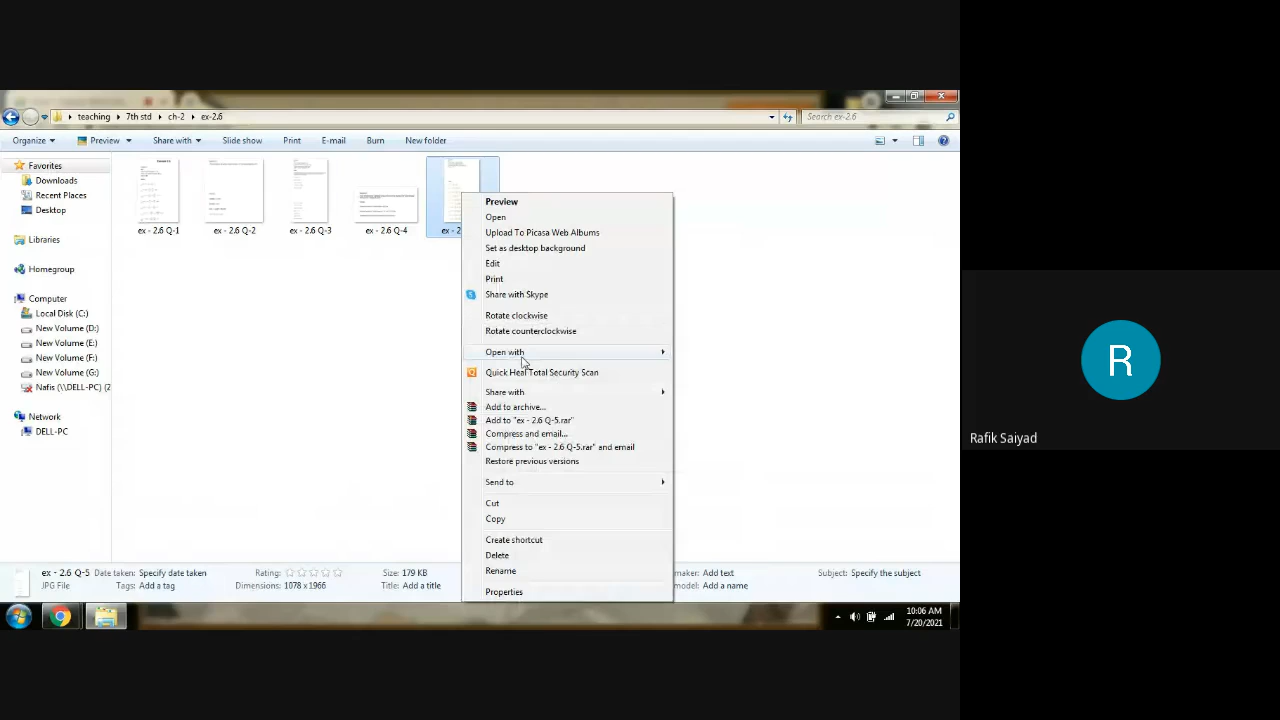 teaching ▸ 7th std ▸ ch-2 ▸ ex-2.6
Search ex-2.6
Organize
Preview
Share with
Slide show
Print
E-mail
Burn
New folder
Favorites
Downloads
Recent Places
Desktop
Libraries
Homegroup
Computer
Local Disk (C:)
New Volume (D:)
New Volume (E:)
New Volume (F:)
New Volume (G:)
Nafis (\\DELL-PC) (Z
Network
DELL-PC
ex - 2.6 Q-1
ex - 2.6 Q-2
ex - 2.6 Q-3
ex - 2.6 Q-4
ex - 2
Preview
Open
Upload To Picasa Web Albums
Set as desktop background
Edit
Print
Share with Skype
Rotate clockwise
Rotate counterclockwise
Open with
Quick Heal Total Security Scan
Share with
Add to archive...
Add to "ex - 2.6 Q-5.rar"
Compress and email...
Compress to "ex - 2.6 Q-5.rar" and email
Restore previous versions
Send to
Cut
Copy
Create shortcut
Delete
Rename
Properties
ex - 2.6 Q-5 Date taken: Specify date taken Rating: Size: 179 KB maker: Add text Subject: Specify the subject
JPG File Tags: Add a tag Dimensions: 1078 x 1966 Title: Add a title model: Add a name
10:06 AM
7/20/2021
R
Rafik Saiyad